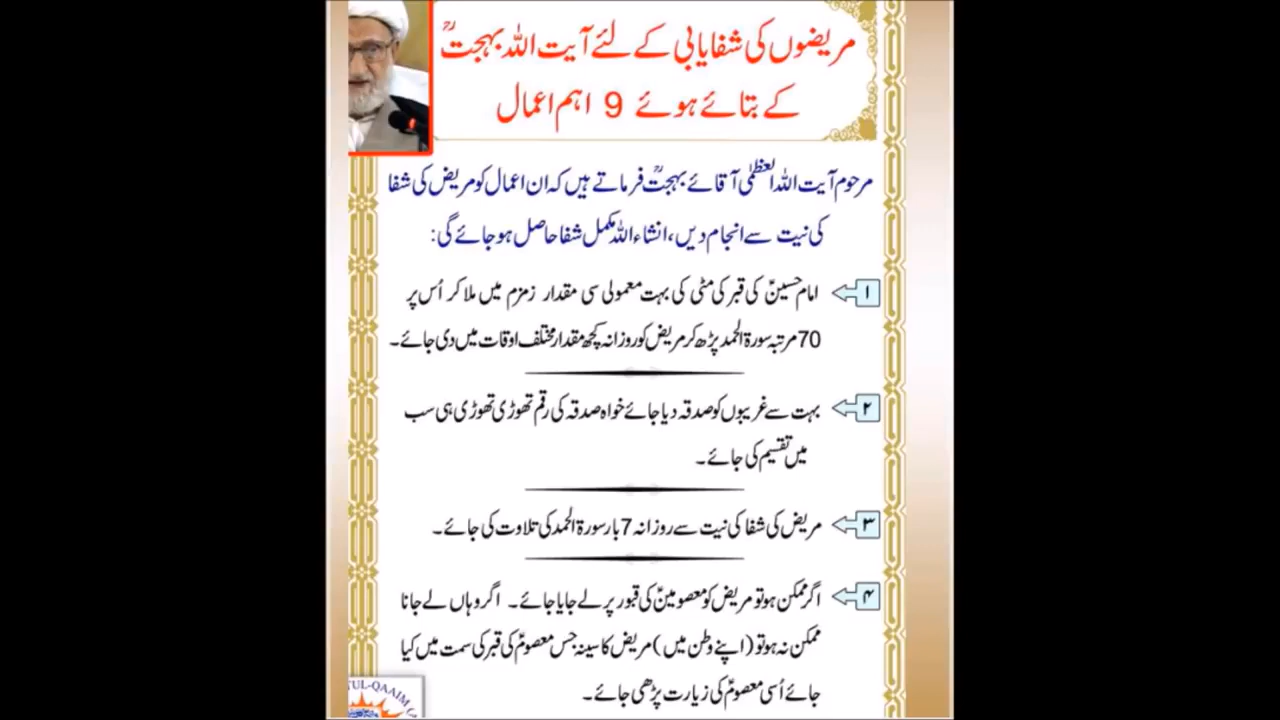 مریضوں کی شفایابی کے لئے آیت اللہ بہجتؒ
کے بتائے ہوئے 9 اہم اعمال
مرحوم آیت اللہ العظمٰی آقائے بہجتؒ فرماتے ہیں کہ ان اعمال کو مریض کی شفا
کی نیت سے انجام دیں، انشاء اللہ مکمل شفا حاصل ہو جائے گی:
۱ امام حسینؑ کی قبر کی مٹی کی بہت معمولی سی مقدار زمزم میں ملا کر اُس پر
70 مرتبہ سورۃ الحمد پڑھ کر مریض کو روزانہ کچھ مقدار مختلف اوقات میں دی جائے۔
۲ بہت سے غریبوں کو صدقہ دیا جائے خواہ صدقہ کی رقم تھوڑی تھوڑی ہی سب
میں تقسیم کی جائے۔
۳ مریض کی شفا کی نیت سے روزانہ 7 بار سورۃ الحمد کی تلاوت کی جائے۔
۴ اگر ممکن ہو تو مریض کو معصومینؑ کی قبور پر لے جایا جائے۔ اگر وہاں لے جانا
ممکن نہ ہو تو (اپنے وطن میں) مریض کا سینہ جس معصومؑ کی قبر کی سمت میں کیا
جائے اُسی معصومؑ کی زیارت پڑھی جائے۔
TUL-QAAIM